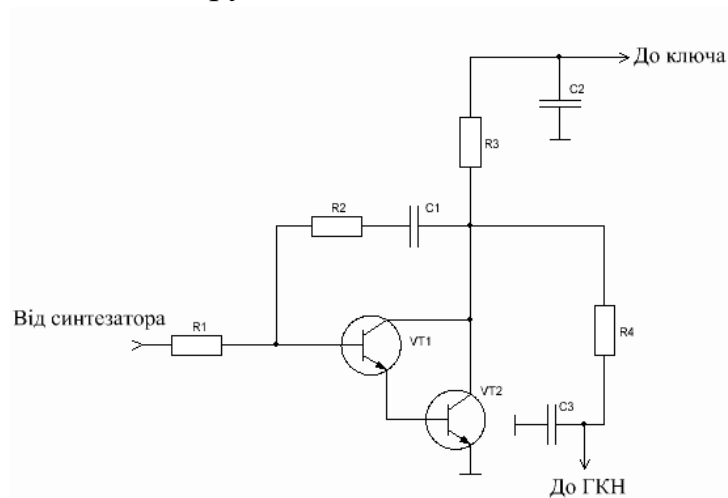 До ключа
C2
R3
R2
C1
Від синтезатора
R1
VT1
R4
VT2
C3
До ГКН